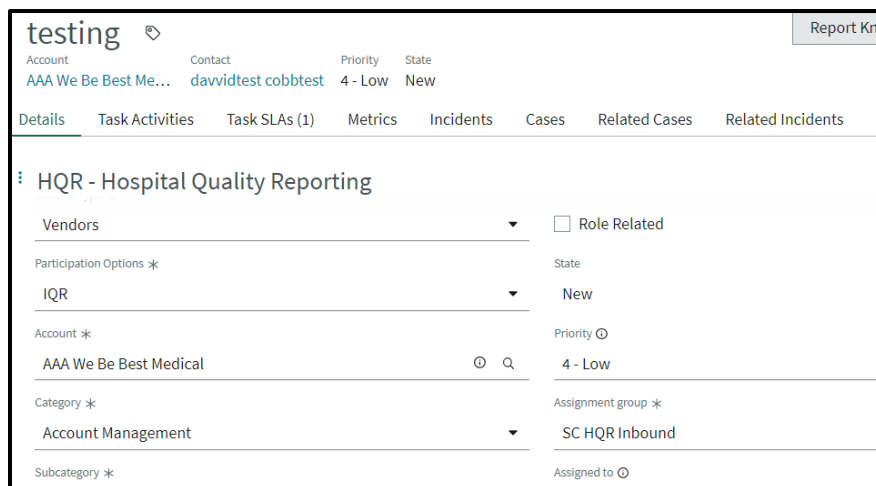 testing
Report Kn
Account Contact Priority State
AAA We Be Best Me... davvidtest cobbtest 4 - Low New
Details Task Activities Task SLAs (1) Metrics Incidents Cases Related Cases Related Incidents
HQR - Hospital Quality Reporting
Vendors Role Related
Participation Options * State
IQR New
Account * Priority
AAA We Be Best Medical 4 - Low
Category * Assignment group *
Account Management SC HQR Inbound
Subcategory * Assigned to